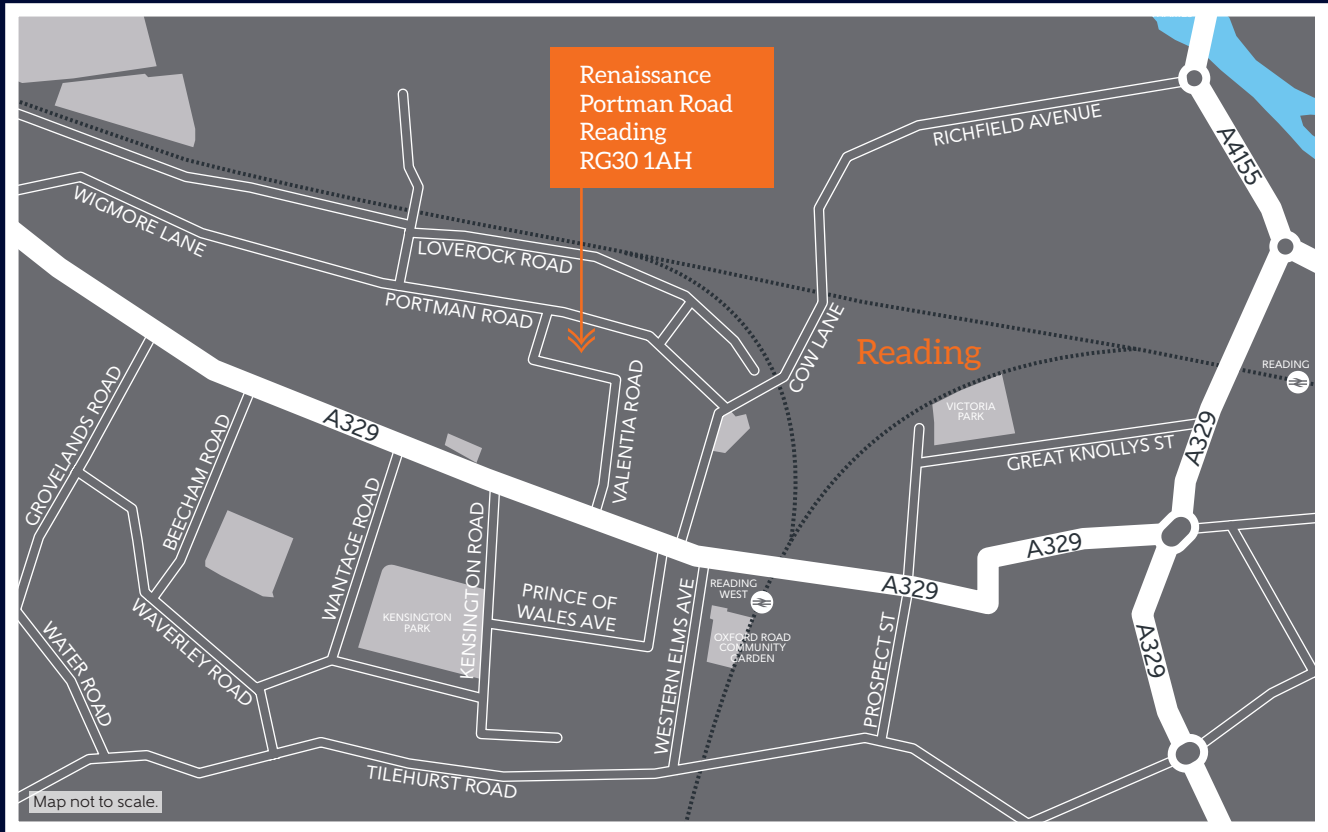 Renaissance
Portman Road
Reading
RG30 1AH
RICHFIELD AVENUE
A4155
WIGMORE LANE
LOVEROCK ROAD
PORTMAN ROAD
COW LANE
Reading
READING
VICTORIA
PARK
GREAT KNOLLYS ST
A329
GROVELANDS ROAD
BEECHAM ROAD
A329
VALENTIA ROAD
WANTAGE ROAD
KENSINGTON ROAD
A329
A329
READING
WEST
PRINCE OF
WALES AVE
KENSINGTON
PARK
OXFORD ROAD
COMMUNITY
GARDEN
WESTERN ELMS AVE
PROSPECT ST
A329
WATER ROAD
WAVERLEY ROAD
TILEHURST ROAD
Map not to scale.